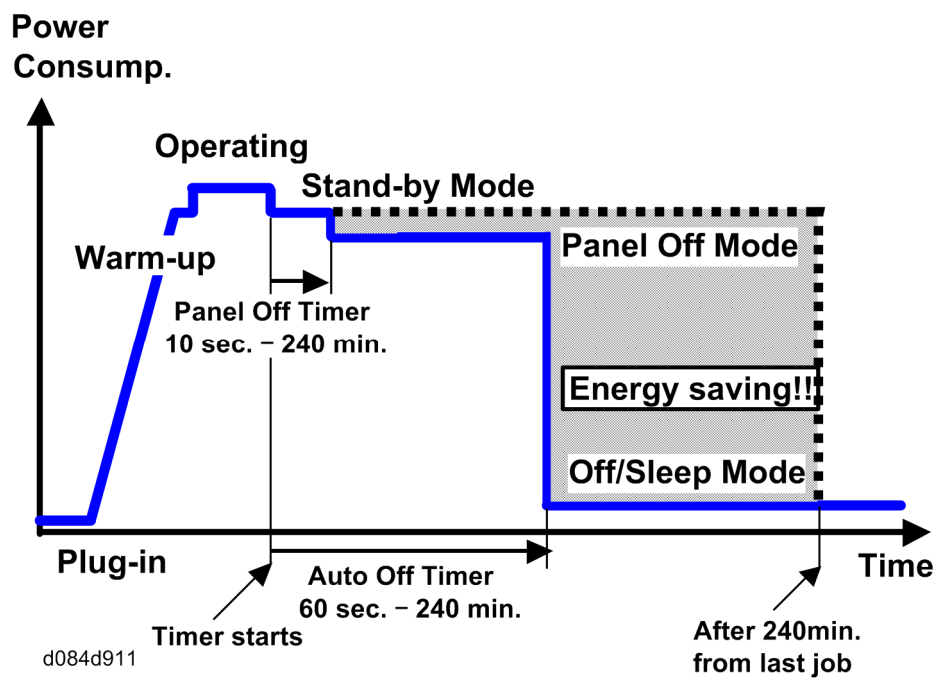 Power
Consump.
Operating
Stand-by Mode
Panel Off Mode
Warm-up
Panel Off Timer
10 sec. – 240 min.
Energy saving!!
Off/Sleep Mode
Plug-in
Time
Auto Off Timer
60 sec. – 240 min.
Timer starts
After 240min.
from last job
d084d911